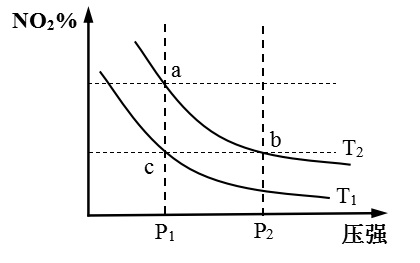 NO₂%
a
b
c
T₂
T₁
P₁
P₂
压强